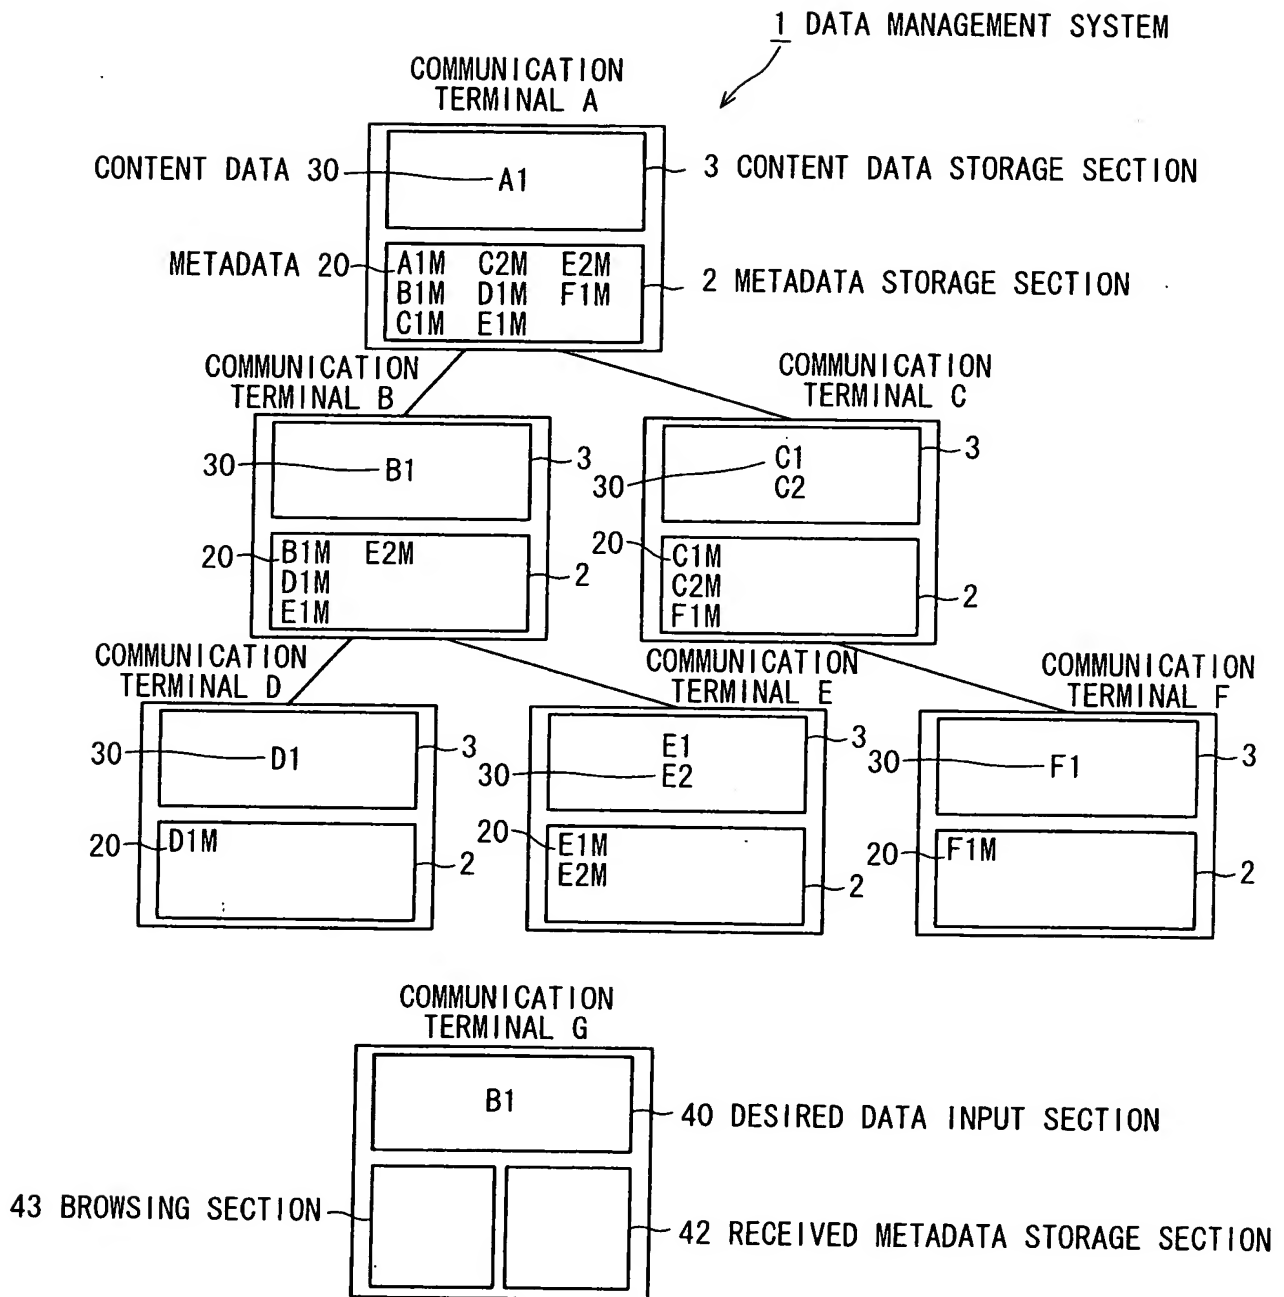 1 DATA MANAGEMENT SYSTEM
COMMUNICATION
TERMINAL A
CONTENT DATA 30
A1
3 CONTENT DATA STORAGE SECTION
METADATA 20
A1M C2M E2M
B1M D1M F1M
C1M E1M
2 METADATA STORAGE SECTION
COMMUNICATION
TERMINAL B
30
B1
3
20
B1M E2M
D1M
E1M
2
COMMUNICATION
TERMINAL C
30
C1
C2
3
20
C1M
C2M
F1M
2
COMMUNICATION
TERMINAL D
30
D1
3
20
D1M
2
COMMUNICATION
TERMINAL E
30
E1
E2
3
20
E1M
E2M
2
COMMUNICATION
TERMINAL F
30
F1
3
20
F1M
2
COMMUNICATION
TERMINAL G
B1
40 DESIRED DATA INPUT SECTION
43 BROWSING SECTION
42 RECEIVED METADATA STORAGE SECTION